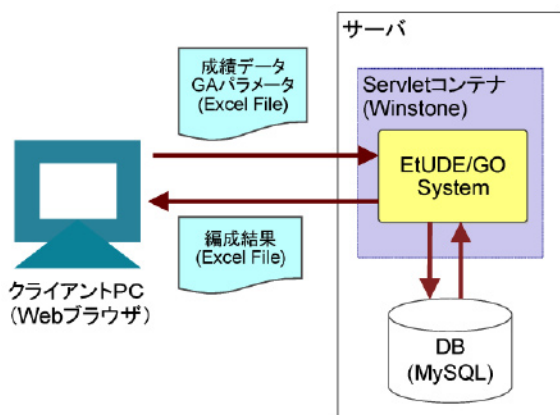 サーバ
成績データ
GAパラメータ
(Excel File)
Servletコンテナ
(Winstone)
EtUDE/GO
System
編成結果
(Excel File)
クライアントPC
(Webブラウザ)
DB
(MySQL)